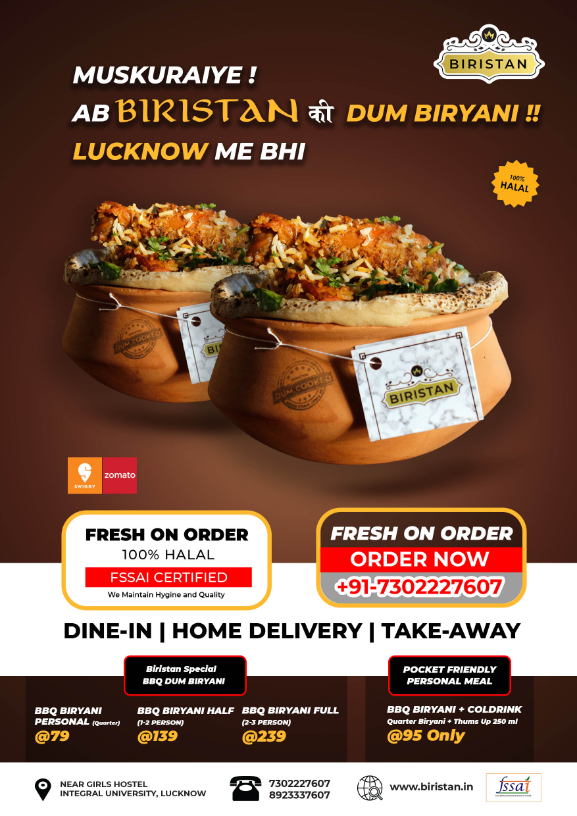 BIRISTAN
MUSKURAIYE !
AB BIRISTAN की DUM BIRYANI !!
LUCKNOW ME BHI
100%
HALAL
DUM COOKED
BIRISTAN
DUM COOKED
BIRISTAN
SWIGGY
zomato
FRESH ON ORDER
100% HALAL
FSSAI CERTIFIED
We Maintain Hygine and Quality
FRESH ON ORDER
ORDER NOW
+91-7302227607
DINE-IN | HOME DELIVERY | TAKE-AWAY
Biristan Special
BBQ DUM BIRYANI
BBQ BIRYANI
PERSONAL (Quarter)
@79
BBQ BIRYANI HALF
(1-2 PERSON)
@139
BBQ BIRYANI FULL
(2-3 PERSON)
@239
POCKET FRIENDLY
PERSONAL MEAL
BBQ BIRYANI + COLDRINK
Quarter Biryani + Thums Up 250 ml
@95 Only
NEAR GIRLS HOSTEL
INTEGRAL UNIVERSITY, LUCKNOW
7302227607
8923337607
www.biristan.in
fssai